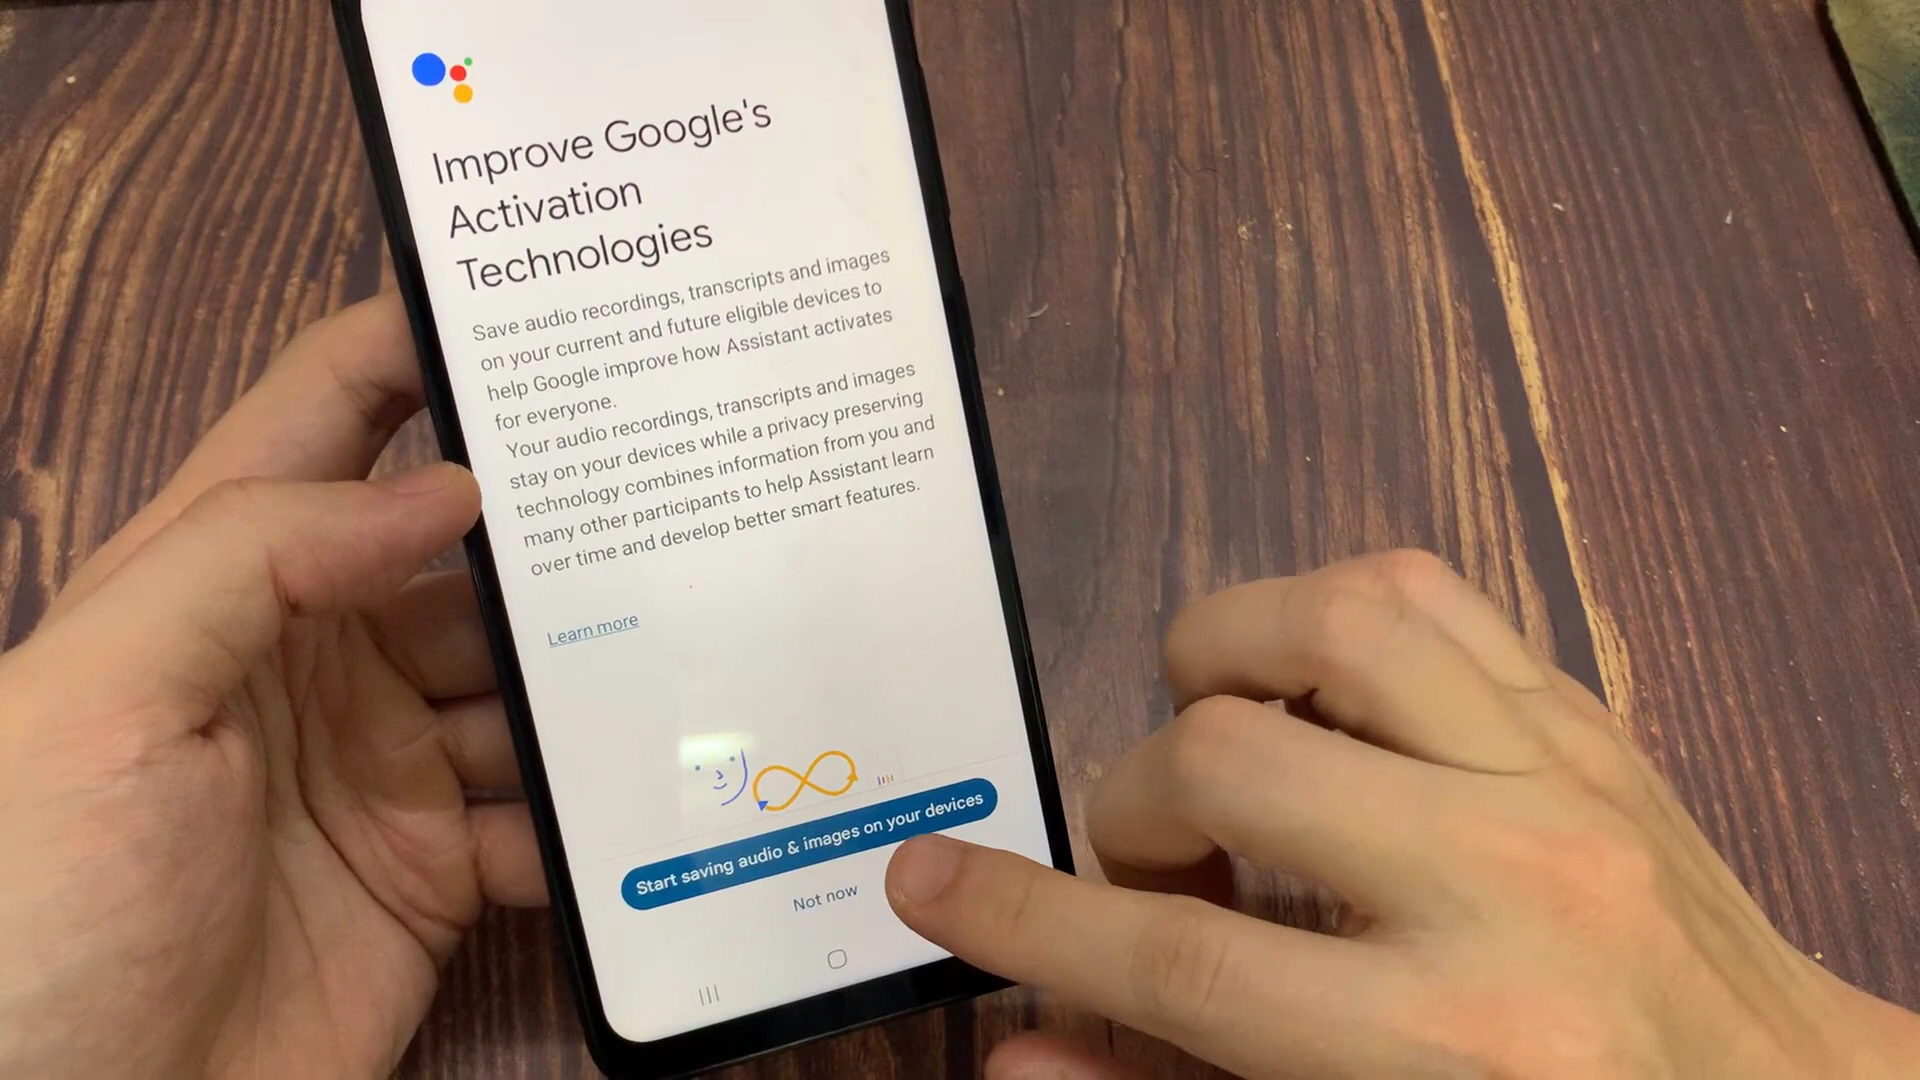 Improve Google's
Activation
Technologies
Save audio recordings, transcripts and images
on your current and future eligible devices to
help Google improve how Assistant activates
for everyone.
Your audio recordings, transcripts and images
stay on your devices while a privacy preserving
technology combines information from you and
many other participants to help Assistant learn
over time and develop better smart features.
Learn more
Start saving audio & images on your devices
Not now